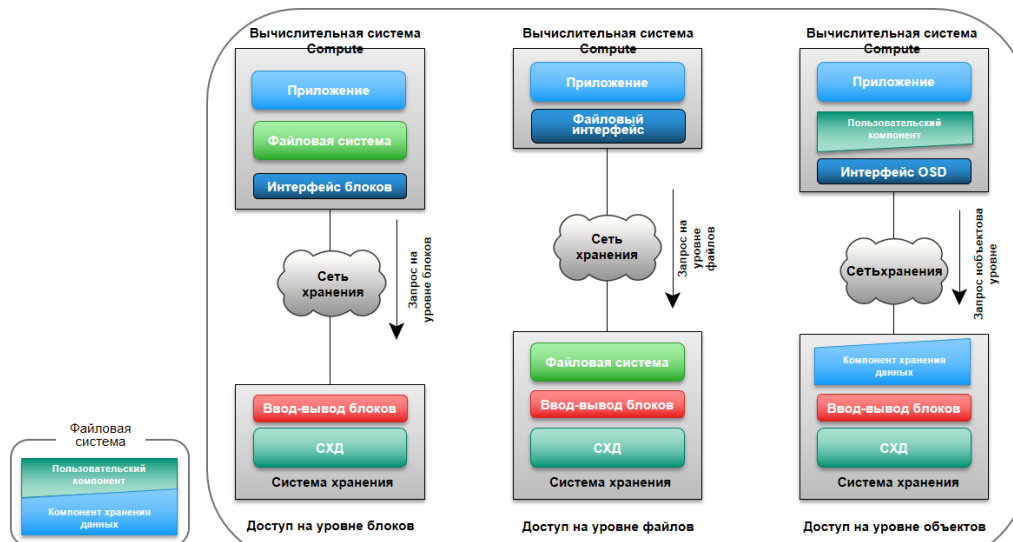 Вычислительная система
Compute
Приложение
Файловая система
Интерфейс блоков
Сеть
хранения
Запрос на
уровне блоков
Ввод-вывод блоков
СХД
Система хранения
Доступ на уровне блоков
Вычислительная система
Compute
Приложение
Файловый
интерфейс
Сеть
хранения
Запрос на
уровне
файлов
Файловая система
Ввод-вывод блоков
СХД
Система хранения
Доступ на уровне файлов
Вычислительная система
Compute
Приложение
Пользовательский
компонент
Интерфейс OSD
Сетьхранения
Запрос нобъектова
уровне
Компонент хранения
данных
Ввод-вывод блоков
СХД
Система хранения
Доступ на уровне объектов
Файловая
система
Пользовательский
компонент
Компонент хранения
данных